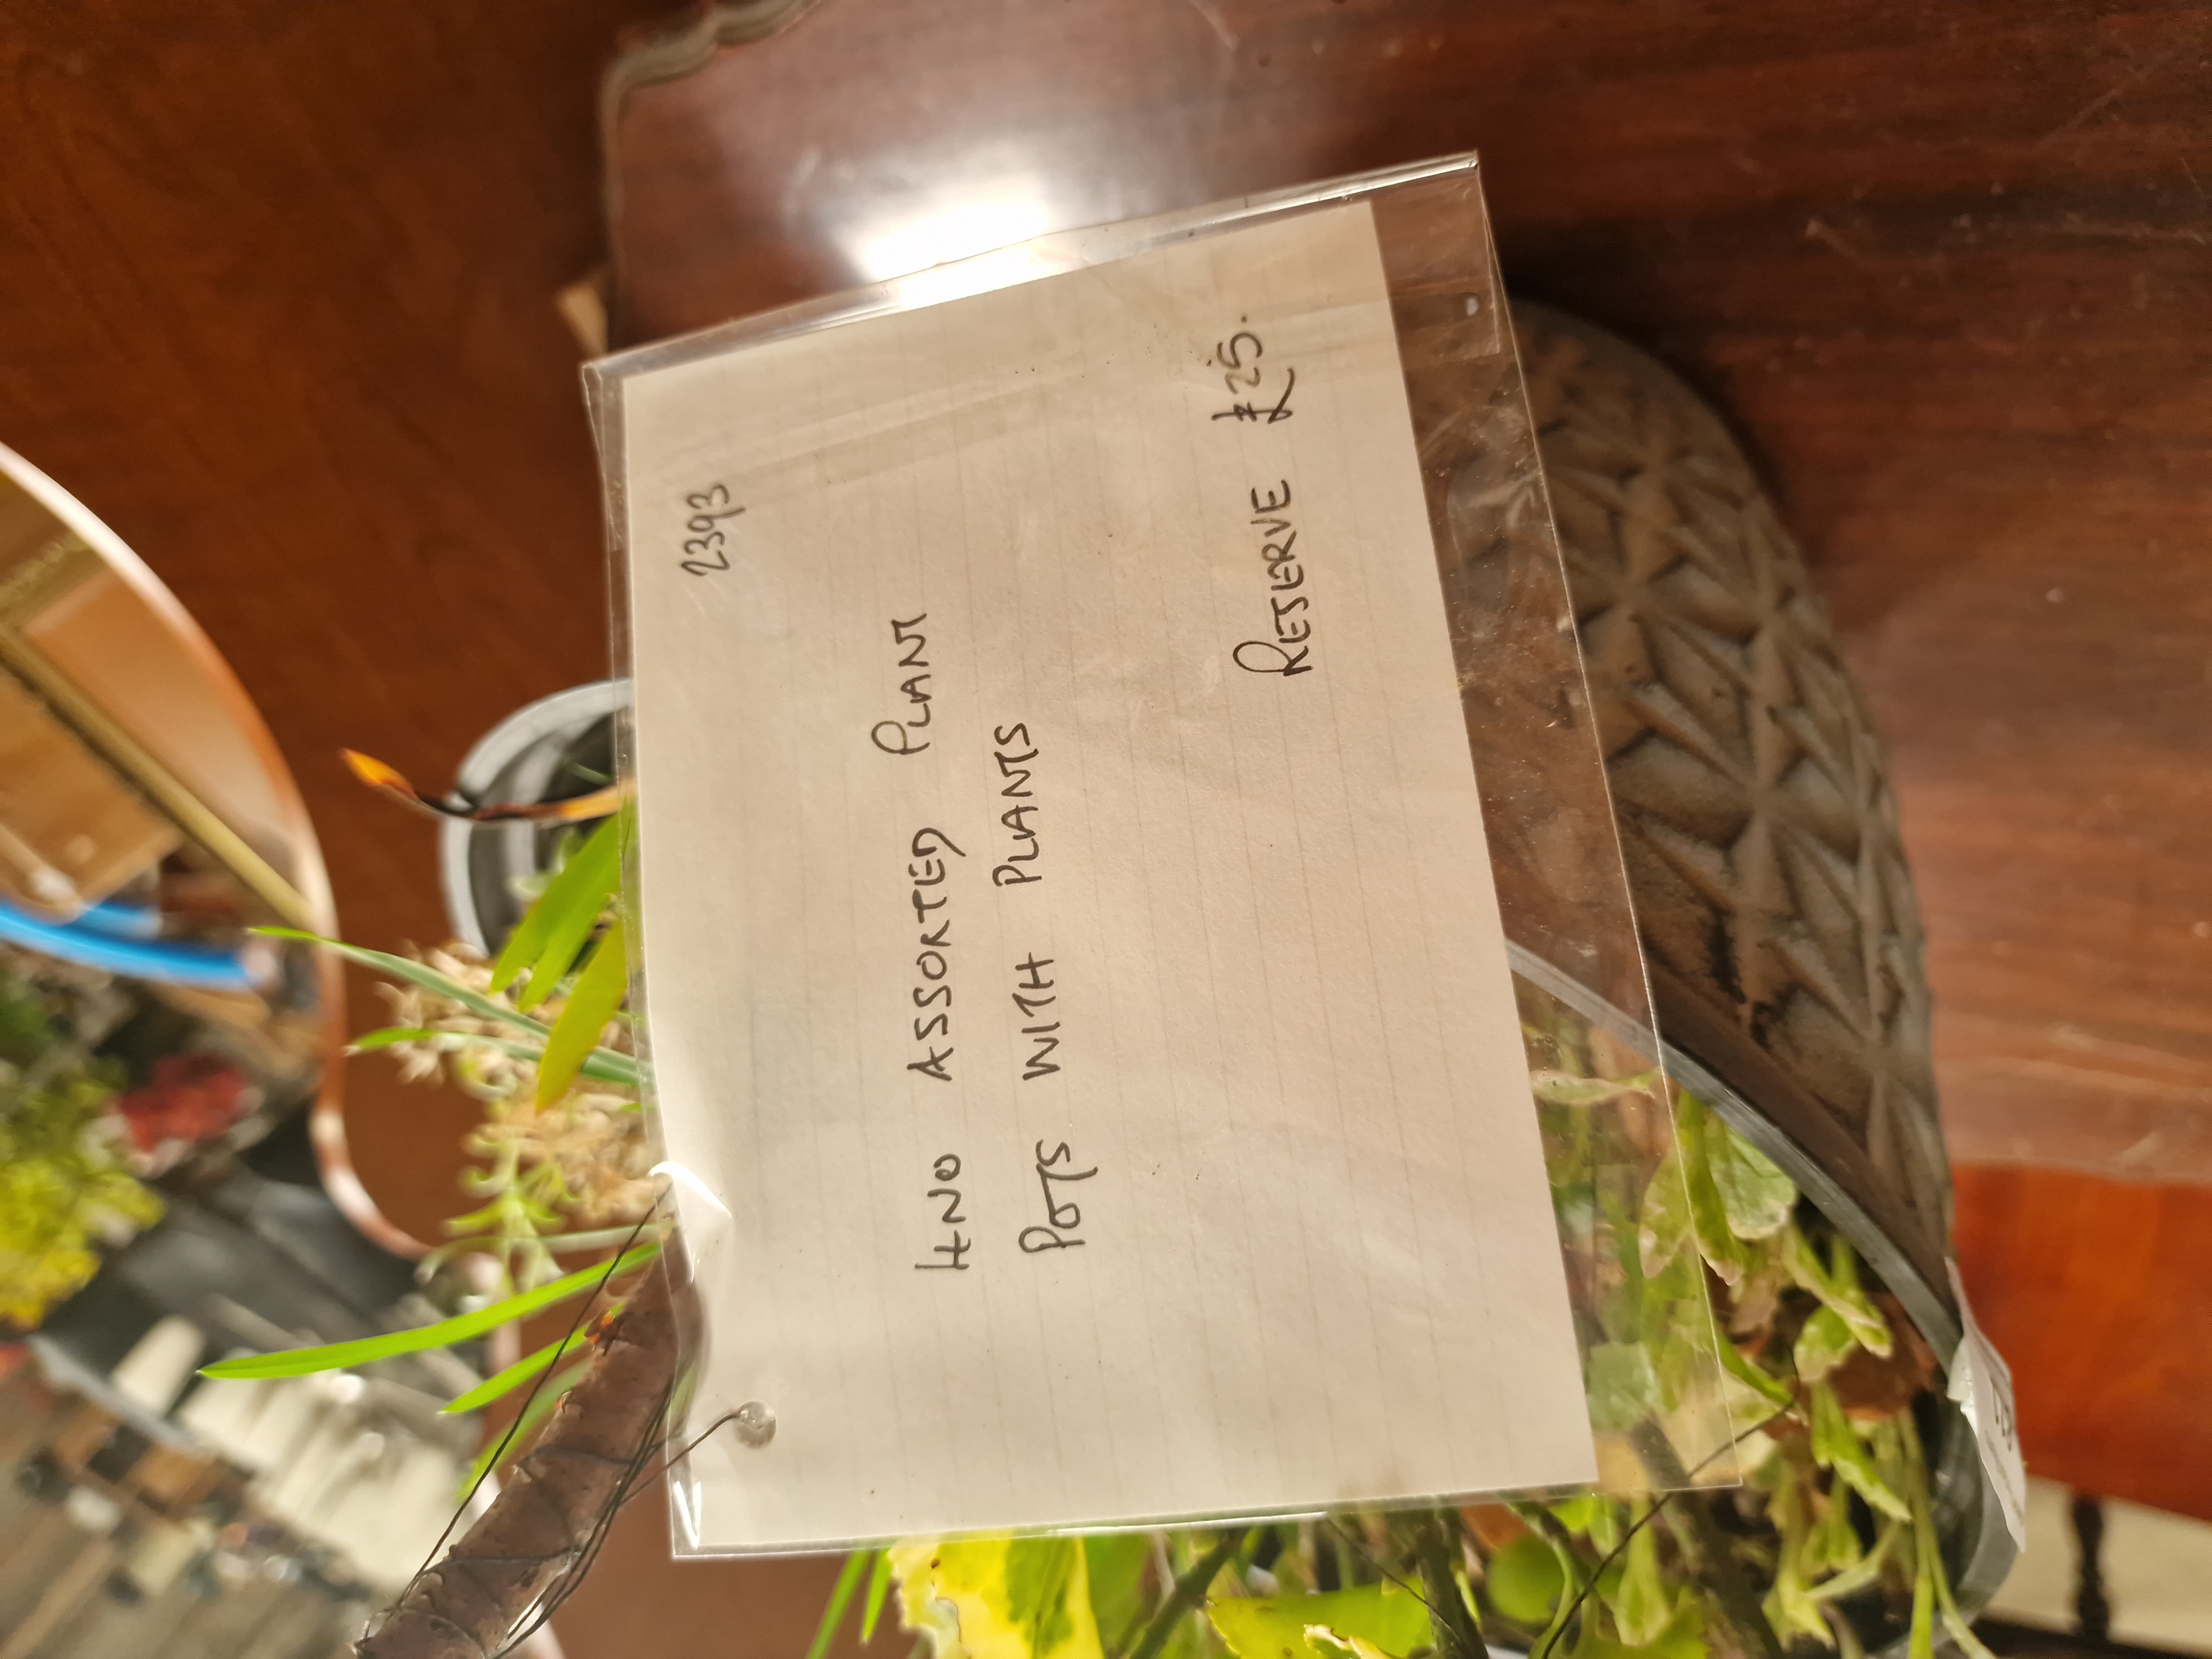 2393
4NO ASSORTED PLANT
POTS WITH PLANTS
RESERVE £25.